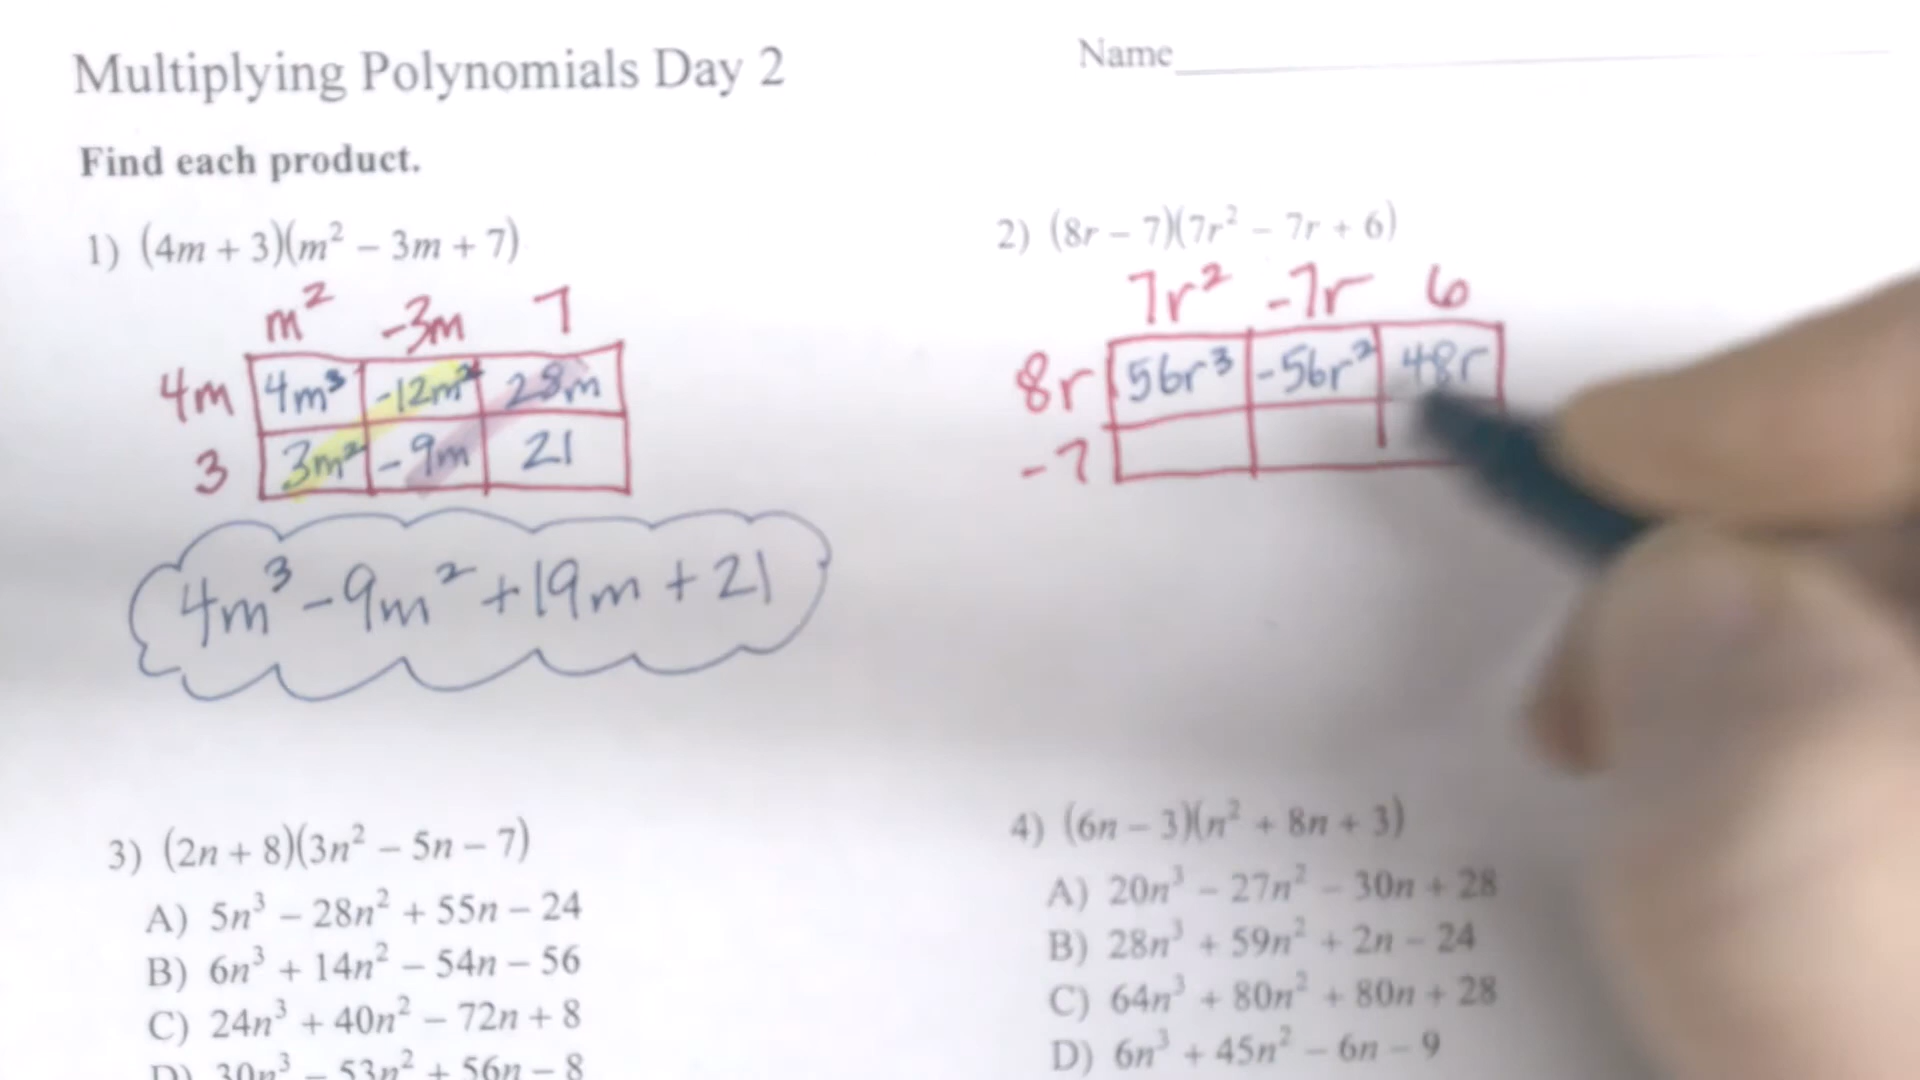 Multiplying Polynomials Day 2
Name
Find each product.
1) (4m + 3)(m² − 3m + 7)
m² -3m 7
4m 4m³ -12m² 28m
3 3m² -9m 21
4m³ - 9m² + 19m + 21
2) (8r − 7)(7r² − 7r + 6)
7r² -7r 6
8r 56r³ -56r² 48r
-7
3) (2n + 8)(3n² − 5n − 7)
A) 5n³ − 28n² + 55n − 24
B) 6n³ + 14n² − 54n − 56
C) 24n³ + 40n² − 72n + 8
D) 30n³ − 53n² + 56n − 8
4) (6n − 3)(n² + 8n + 3)
A) 20n³ − 27n² − 30n + 28
B) 28n³ + 59n² + 2n − 24
C) 64n³ + 80n² + 80n + 28
D) 6n³ + 45n² − 6n − 9